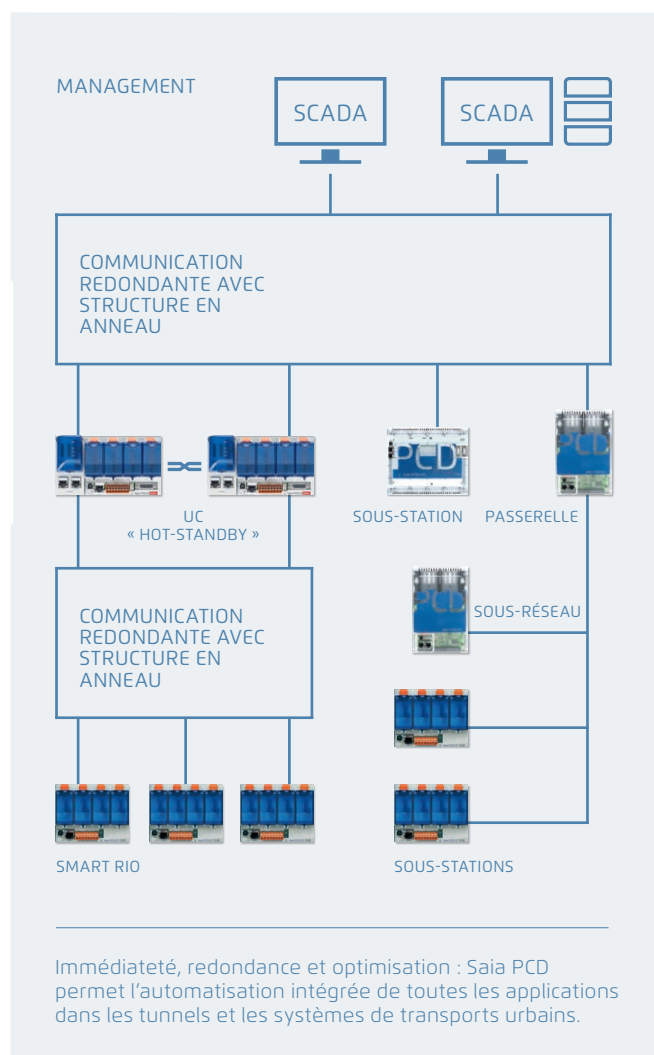 MANAGEMENT
SCADA
SCADA
COMMUNICATION
REDONDANTE AVEC
STRUCTURE EN
ANNEAU
PCD
PCD
UC
« HOT-STANDBY »
SOUS-STATION
PASSERELLE
COMMUNICATION
REDONDANTE AVEC
STRUCTURE EN
ANNEAU
PCD
SOUS-RÉSEAU
SMART RIO
SOUS-STATIONS
Immédiateté, redondance et optimisation : Saia PCD
permet l’automatisation intégrée de toutes les applications
dans les tunnels et les systèmes de transports urbains.